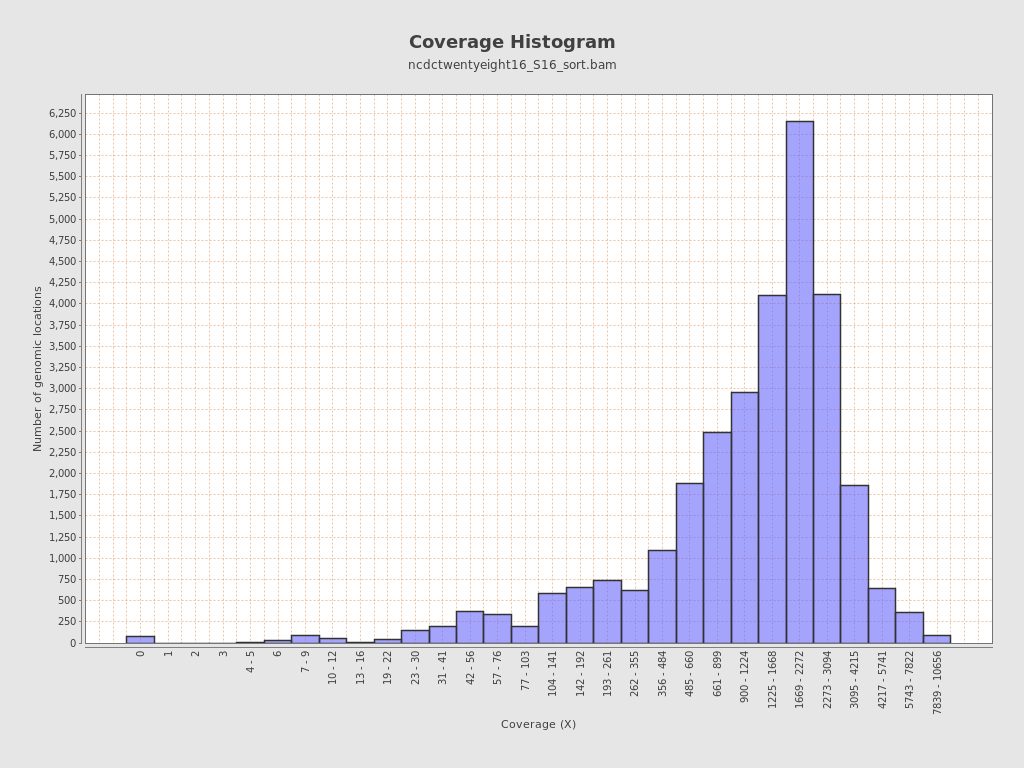 Coverage Histogram
ncdctwentyeight16_S16_sort.bam
Number of genomic locations
6,250
6,000
5,750
5,500
5,250
5,000
4,750
4,500
4,250
4,000
3,750
3,500
3,250
3,000
2,750
2,500
2,250
2,000
1,750
1,500
1,250
1,000
750
500
250
0
0
1
2
3
4 - 5
6
7 - 9
10 - 12
13 - 16
19 - 22
23 - 30
31 - 41
42 - 56
57 - 76
77 - 103
104 - 141
142 - 192
193 - 261
262 - 355
356 - 484
485 - 660
661 - 899
900 - 1224
1225 - 1668
1669 - 2272
2273 - 3094
3095 - 4215
4217 - 5741
5743 - 7822
7839 - 10656
Coverage (X)